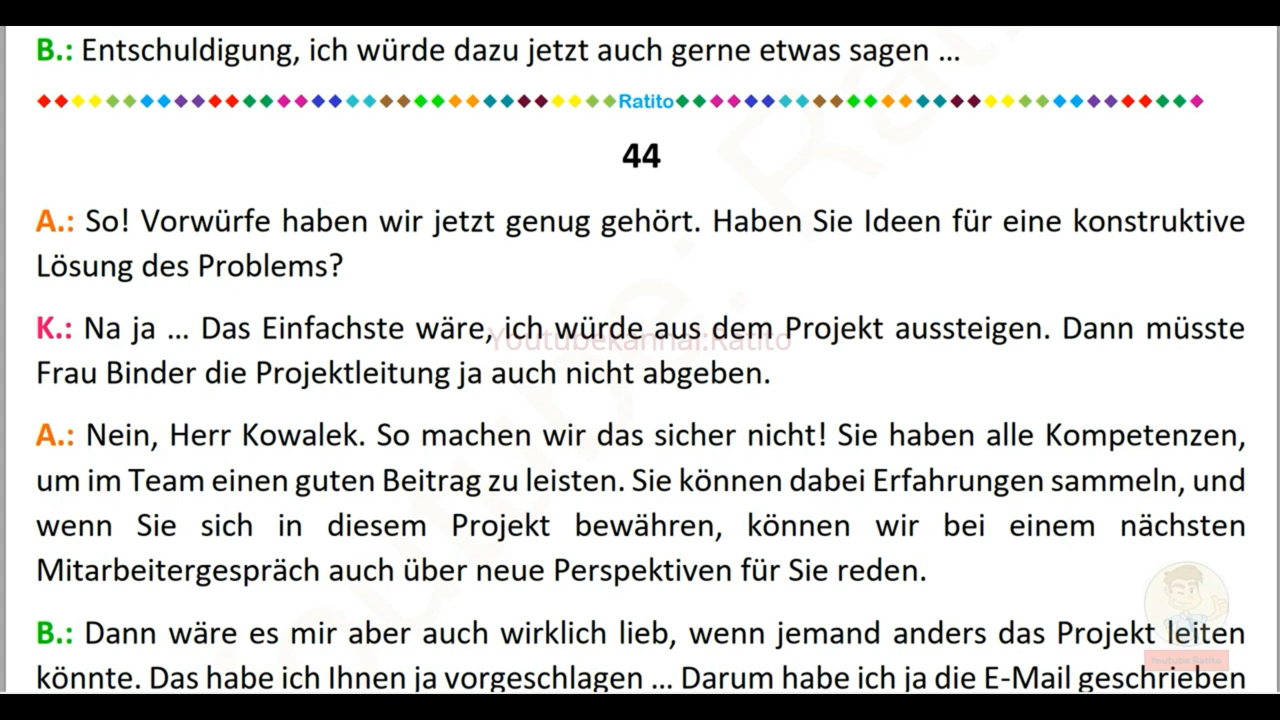 B.: Entschuldigung, ich würde dazu jetzt auch gerne etwas sagen ...
Ratito
44
A.: So! Vorwürfe haben wir jetzt genug gehört. Haben Sie Ideen für eine konstruktive
Lösung des Problems?
K.: Na ja ... Das Einfachste wäre, ich würde aus dem Projekt aussteigen. Dann müsste
Youtubekannal:Ratito
Frau Binder die Projektleitung ja auch nicht abgeben.
A.: Nein, Herr Kowalek. So machen wir das sicher nicht! Sie haben alle Kompetenzen,
um im Team einen guten Beitrag zu leisten. Sie können dabei Erfahrungen sammeln, und
wenn Sie sich in diesem Projekt bewähren, können wir bei einem nächsten
Mitarbeitergespräch auch über neue Perspektiven für Sie reden.
B.: Dann wäre es mir aber auch wirklich lieb, wenn jemand anders das Projekt leiten
Youtube:Ratito
könnte. Das habe ich Ihnen ja vorgeschlagen ... Darum habe ich ja die E-Mail geschrieben